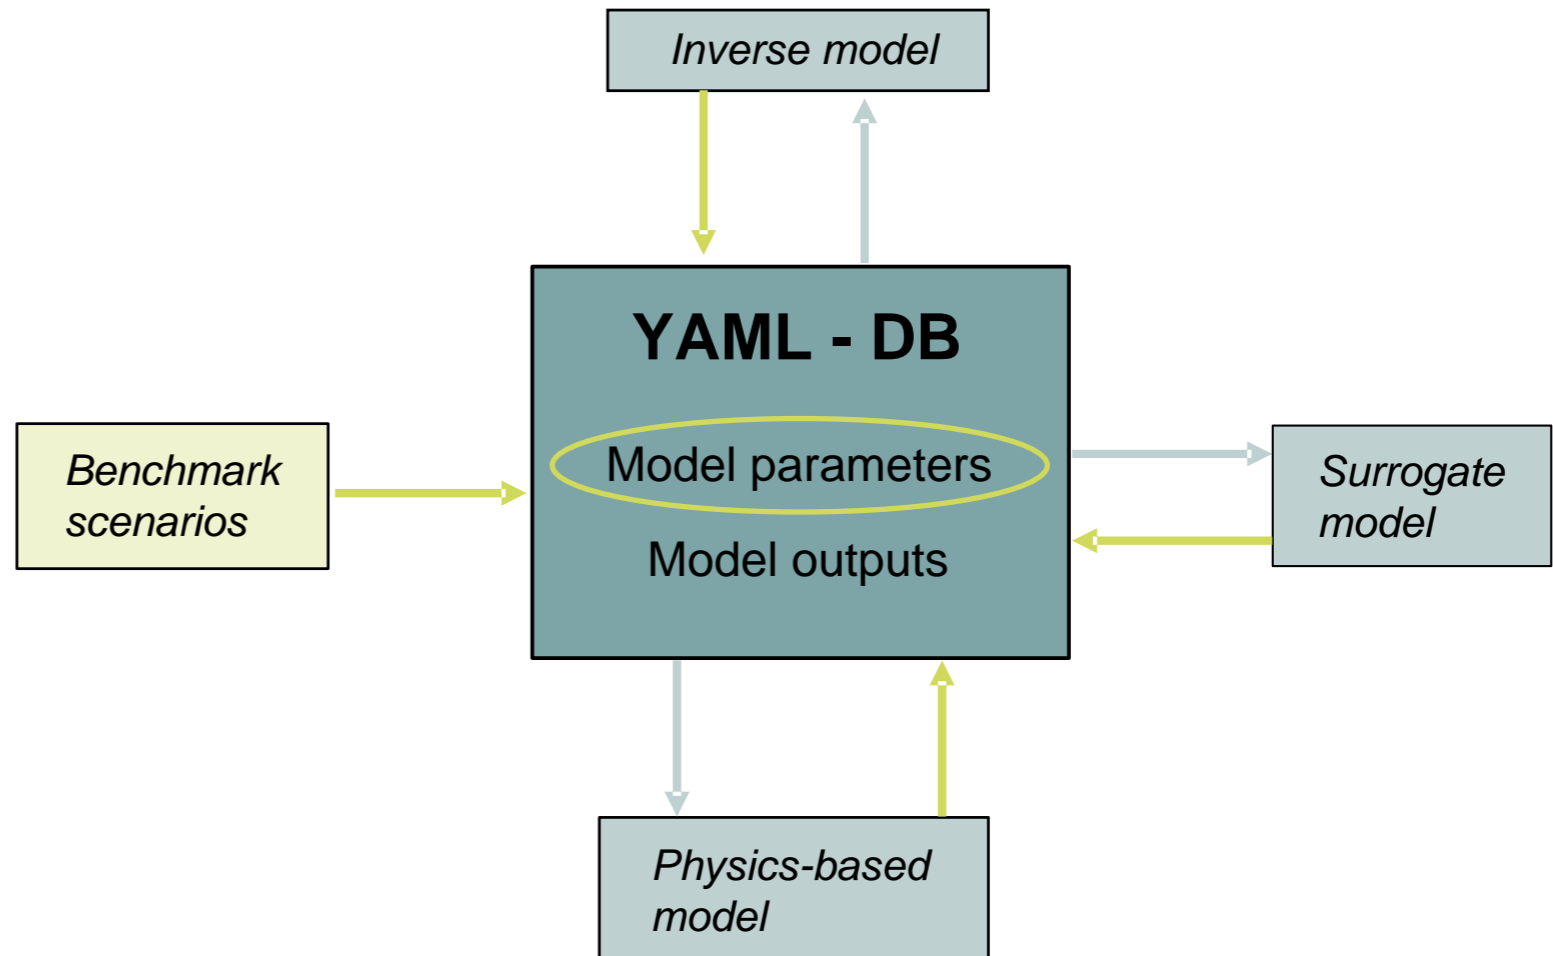 Inverse model
YAML - DB
Model parameters
Model outputs
Benchmark
scenarios
Surrogate
model
Physics-based
model